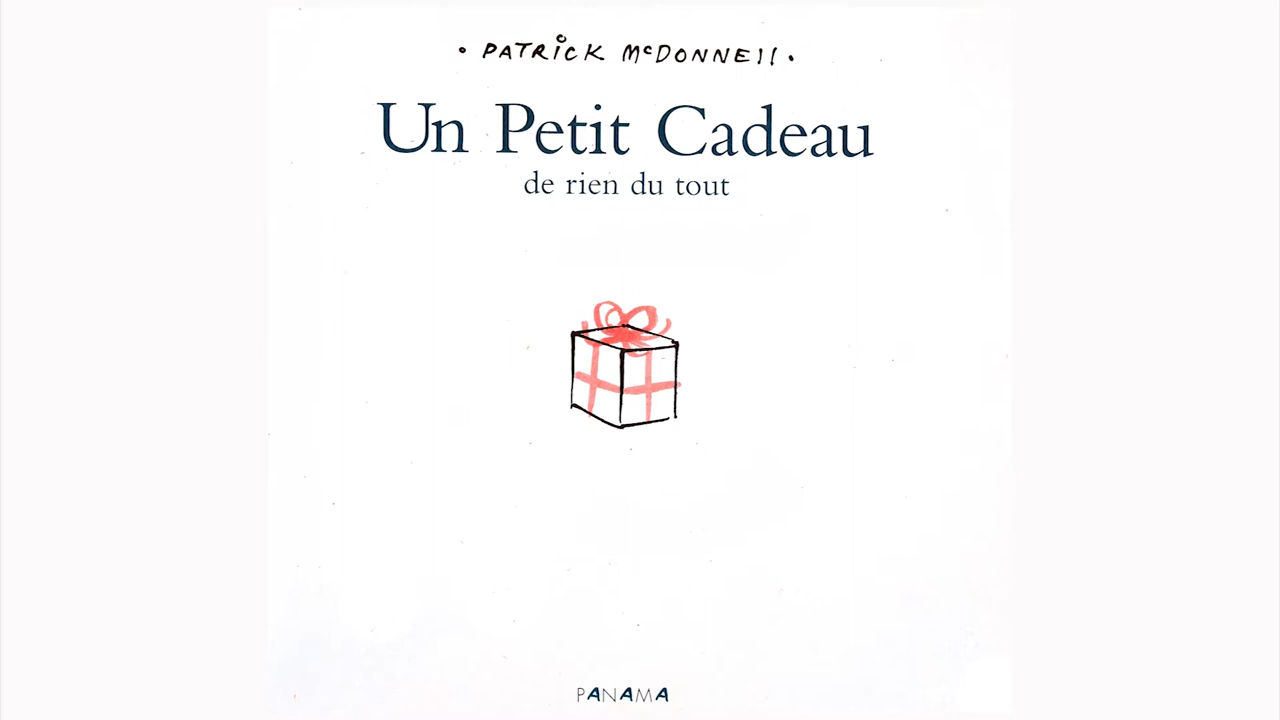 • PATRICK McDONNEll •
Un Petit Cadeau
de rien du tout
PANAMA